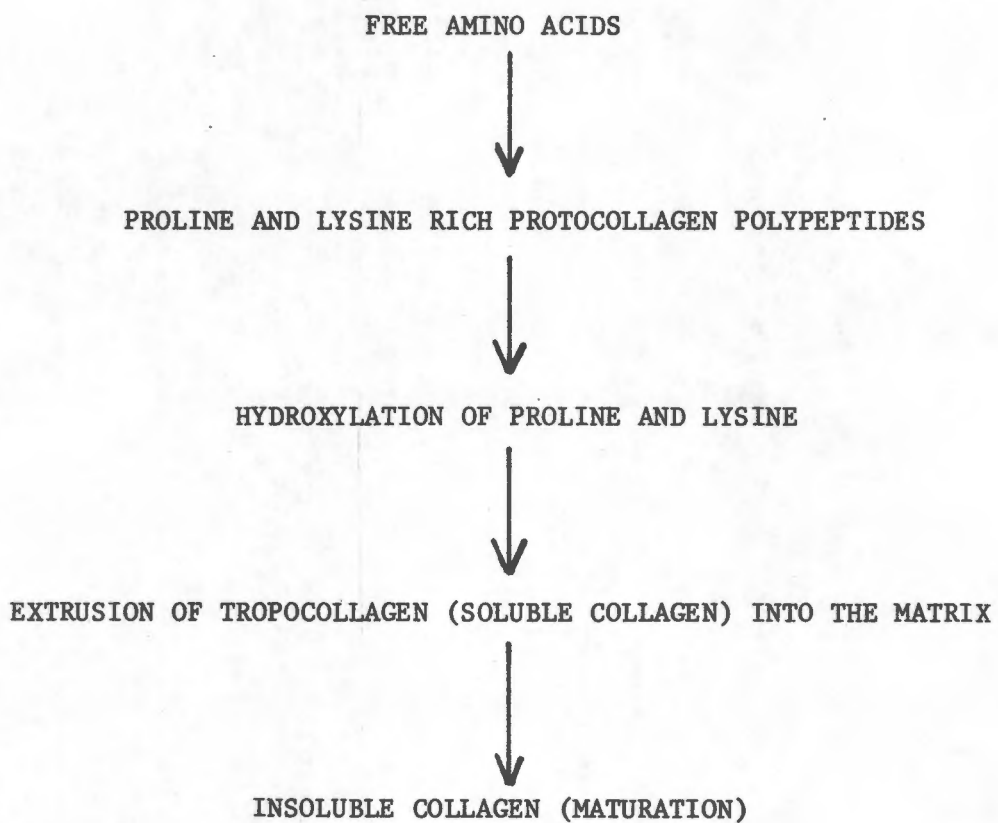 FREE AMINO ACIDS
PROLINE AND LYSINE RICH PROTOCOLLAGEN POLYPEPTIDES
HYDROXYLATION OF PROLINE AND LYSINE
EXTRUSION OF TROPOCOLLAGEN (SOLUBLE COLLAGEN) INTO THE MATRIX
INSOLUBLE COLLAGEN (MATURATION)